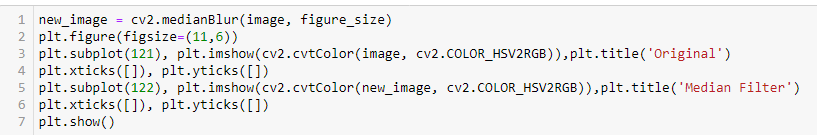 1 new_image = cv2.medianBlur(image, figure_size)
2 plt.figure(figsize=(11,6))
3 plt.subplot(121), plt.imshow(cv2.cvtColor(image, cv2.COLOR_HSV2RGB)),plt.title('Original')
4 plt.xticks([]), plt.yticks([])
5 plt.subplot(122), plt.imshow(cv2.cvtColor(new_image, cv2.COLOR_HSV2RGB)),plt.title('Median Filter')
6 plt.xticks([]), plt.yticks([])
7 plt.show()